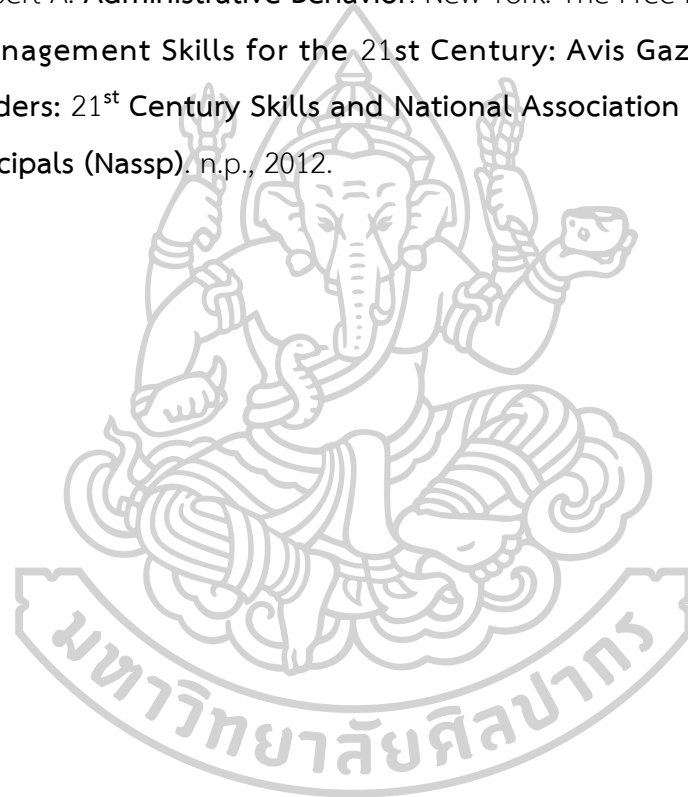 bert A. Administrative Behavior. New York: The Free
nagement Skills for the 21st Century: Avis Gaz
ders: 21st Century Skills and National Association
cipals (Nassp). n.p., 2012.
มหาวิทยาลัยศิลปากร